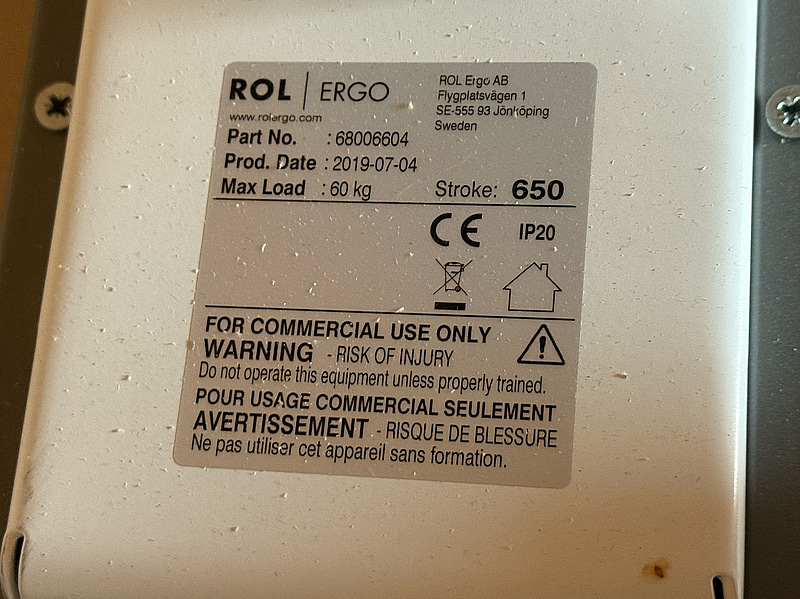 ROL | ERGO
www.rolergo.com
ROL Ergo AB
Flygplatsvägen 1
SE-555 93 Jönköping
Sweden
Part No. : 68006604
Prod. Date : 2019-07-04
Max Load : 60 kg
Stroke: 650
CE IP20
FOR COMMERCIAL USE ONLY
WARNING - RISK OF INJURY
Do not operate this equipment unless properly trained.
POUR USAGE COMMERCIAL SEULEMENT
AVERTISSEMENT - RISQUE DE BLESSURE
Ne pas utiliser cet appareil sans formation.